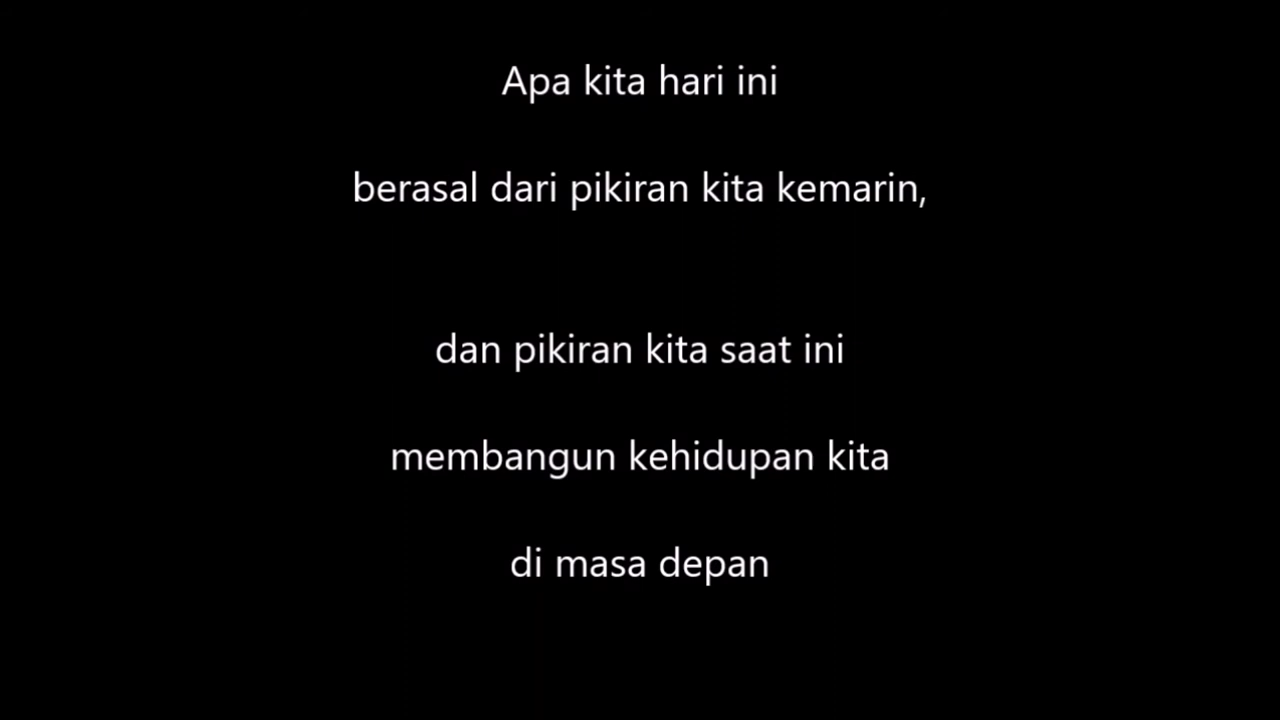 Apa kita hari ini
berasal dari pikiran kita kemarin,
dan pikiran kita saat ini
membangun kehidupan kita
di masa depan